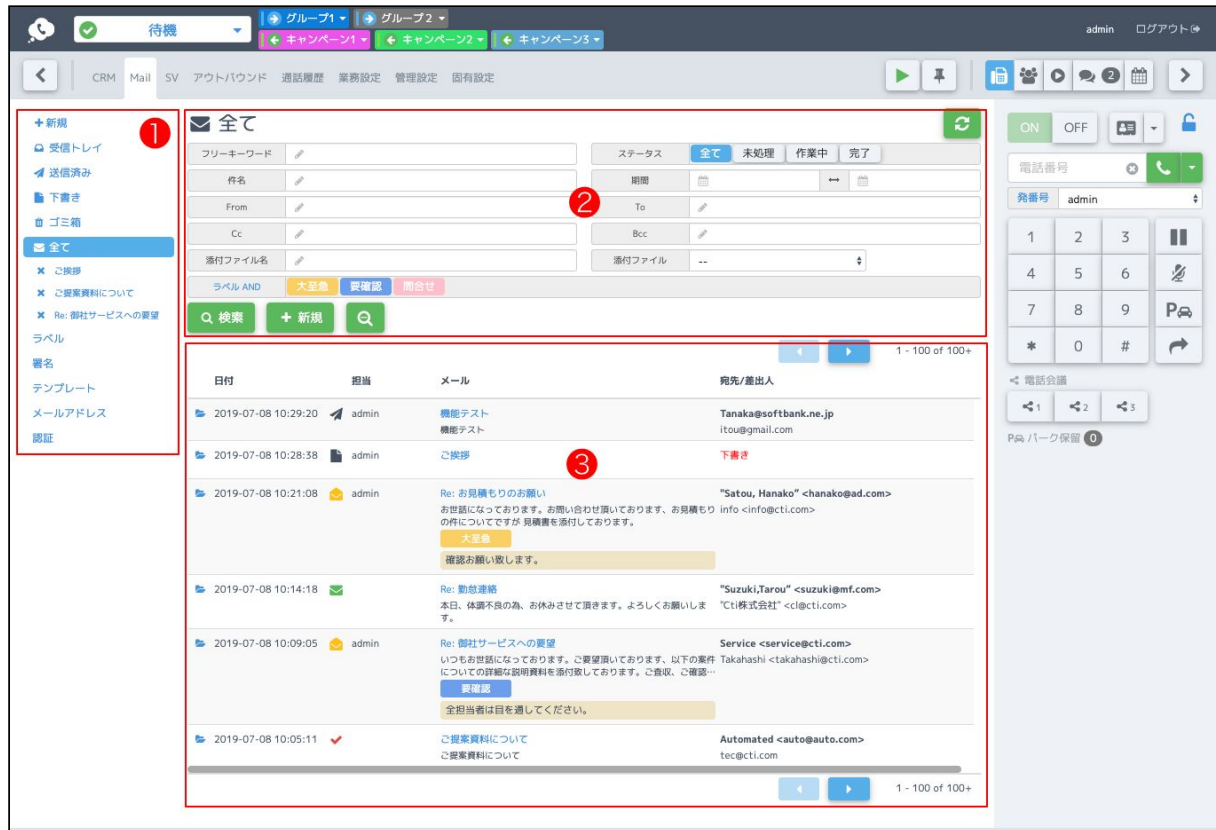 待機
グループ1
グループ2
キャンペーン1
キャンペーン2
キャンペーン3
admin
ログアウト
CRM Mail SV アウトバウンド 通話履歴 業務設定 管理設定 固有設定
2
1
+新規
受信トレイ
送信済み
下書き
ゴミ箱
全て
ご挨拶
ご提案資料について
Re: 御社サービスへの要望
ラベル
署名
テンプレート
メールアドレス
認証
2
全て
フリーキーワード
ステータス 全て 未処理 作業中 完了
件名
期間
From
To
Cc
Bcc
添付ファイル名
添付ファイル --
ラベル AND 大至急 要確認 問合せ
検索
+ 新規
3
1 - 100 of 100+
日付 担当 メール 宛先/差出人
2019-07-08 10:29:20 admin 機能テスト Tanaka@softbank.ne.jp
機能テスト itou@gmail.com
2019-07-08 10:28:38 admin ご挨拶 下書き
2019-07-08 10:21:08 admin Re: お見積もりのお願い "Satou, Hanako" <hanako@ad.com>
お世話になっております。お問い合わせ頂いております、お見積もり info <info@cti.com>
の件についてですが 見積書を添付しております。
大至急
確認お願い致します。
2019-07-08 10:14:18 Re: 勤怠連絡 "Suzuki,Tarou" <suzuki@mf.com>
本日、体調不良の為、お休みさせて頂きます。よろしくお願いしま "Cti株式会社" <cl@cti.com>
す。
2019-07-08 10:09:05 admin Re: 御社サービスへの要望 Service <service@cti.com>
いつもお世話になっております。ご要望頂いております、以下の案件 Takahashi <takahashi@cti.com>
についての詳細な説明資料を添付致しております。ご査収、ご確認…
要確認
全担当者は目を通してください。
2019-07-08 10:05:11 ご提案資料について Automated <auto@auto.com>
ご提案資料について tec@cti.com
1 - 100 of 100+
ON OFF
電話番号
発番号 admin
1 2 3
4 5 6
7 8 9 P
* 0 #
電話会議
1 2 3
P パーク保留 0